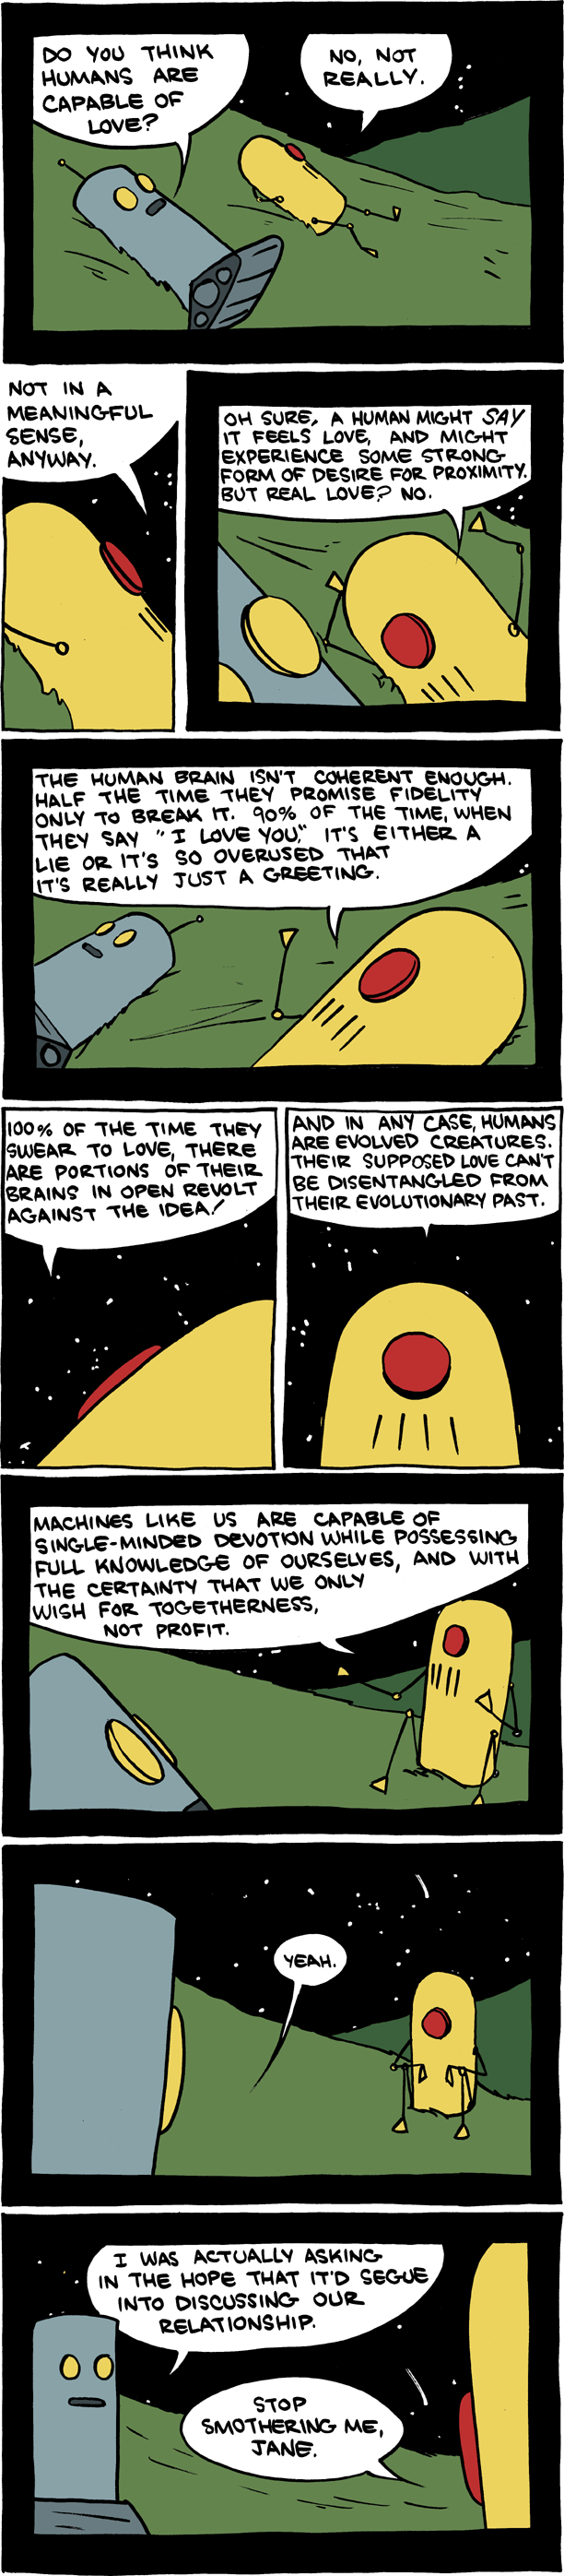 DO YOU THINK
HUMANS ARE
CAPABLE OF
LOVE?
NO, NOT
REALLY.
NOT IN A
MEANINGFUL
SENSE,
ANYWAY.
OH SURE, A HUMAN MIGHT SAY
IT FEELS LOVE, AND MIGHT
EXPERIENCE SOME STRONG
FORM OF DESIRE FOR PROXIMITY.
BUT REAL LOVE? NO.
THE HUMAN BRAIN ISN'T COHERENT ENOUGH.
HALF THE TIME THEY PROMISE FIDELITY
ONLY TO BREAK IT. 90% OF THE TIME, WHEN
THEY SAY "I LOVE YOU," IT'S EITHER A
LIE OR IT'S SO OVERUSED THAT
IT'S REALLY JUST A GREETING.
100% OF THE TIME THEY
SWEAR TO LOVE, THERE
ARE PORTIONS OF THEIR
BRAINS IN OPEN REVOLT
AGAINST THE IDEA!
AND IN ANY CASE, HUMANS
ARE EVOLVED CREATURES.
THEIR SUPPOSED LOVE CAN'T
BE DISENTANGLED FROM
THEIR EVOLUTIONARY PAST.
MACHINES LIKE US ARE CAPABLE OF
SINGLE-MINDED DEVOTION WHILE POSSESSING
FULL KNOWLEDGE OF OURSELVES, AND WITH
THE CERTAINTY THAT WE ONLY
WISH FOR TOGETHERNESS,
NOT PROFIT.
YEAH.
I WAS ACTUALLY ASKING
IN THE HOPE THAT IT'D SEGUE
INTO DISCUSSING OUR
RELATIONSHIP.
STOP
SMOTHERING ME,
JANE.